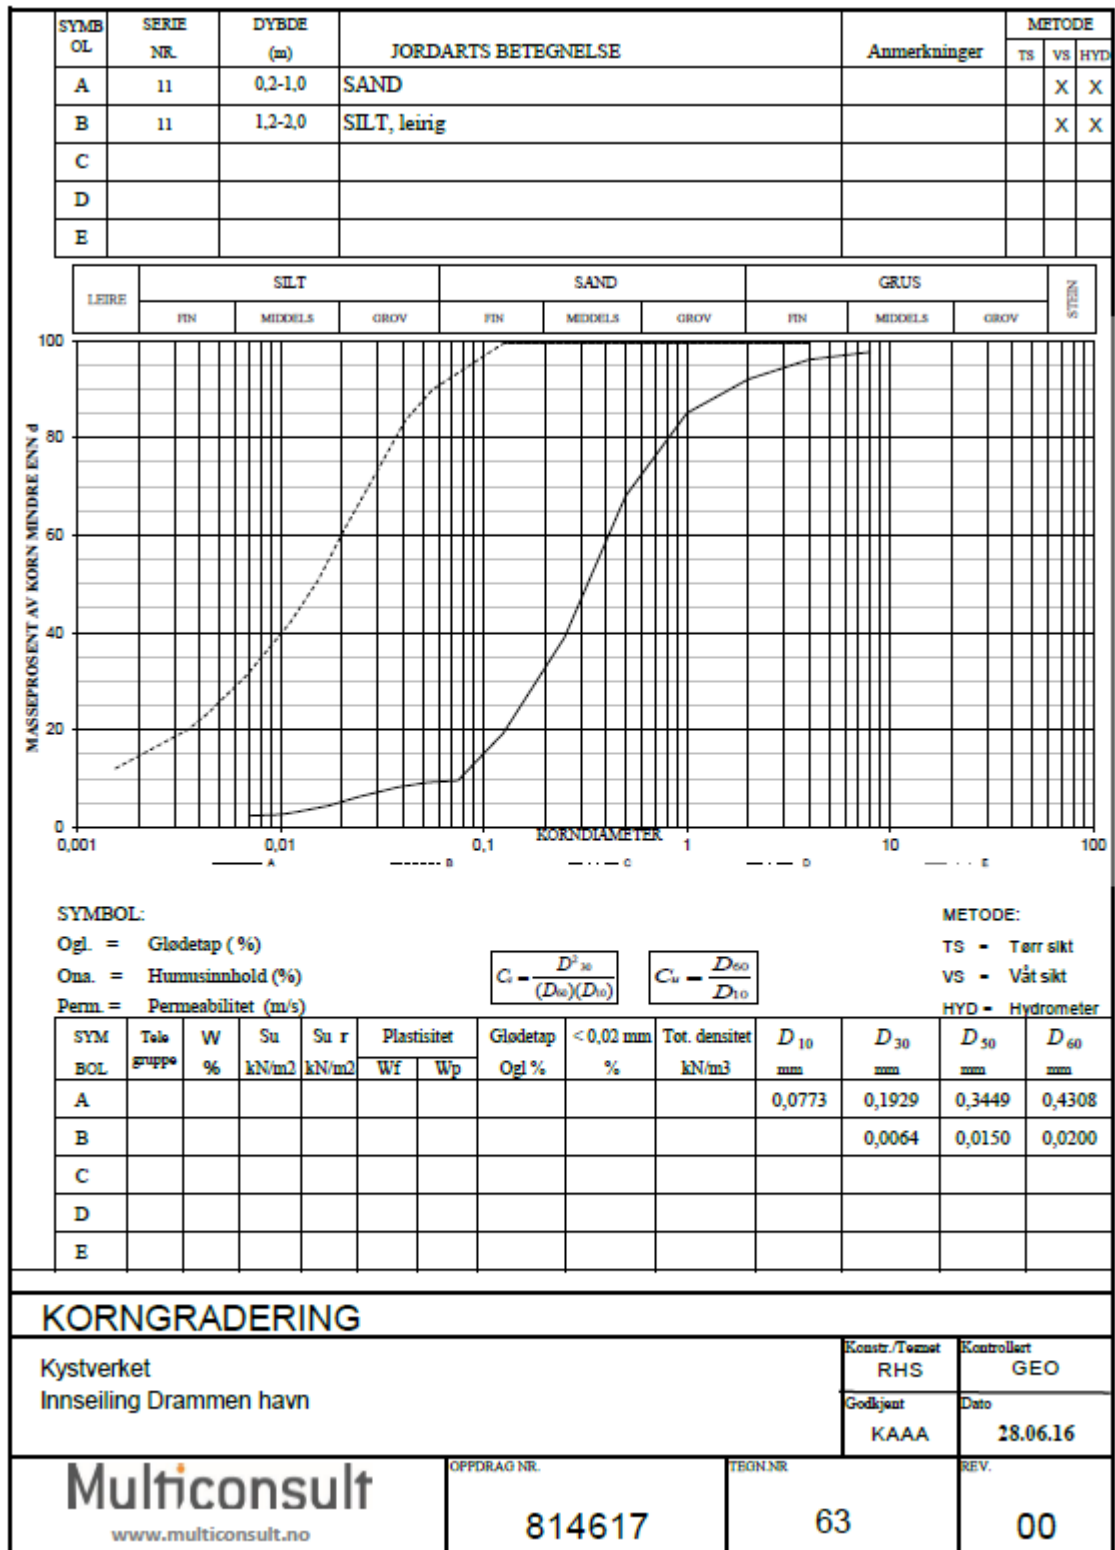 SYMBOL SERIE NR. DYBDE (m) JORDARTS BETEGNELSE Anmerkninger METODE
TS VS HYD
A 11 0,2-1,0 SAND X X
B 11 1,2-2,0 SILT, leirig X X
C
D
E
LEIRE SILT SAND GRUS STEIN
FIN MIDDELS GROV FIN MIDDELS GROV FIN MIDDELS GROV
MASSEPROSENT AV KORN MINDRE ENN d
100
80
60
40
20
0
0,001 0,01 0,1 1 10 100
KORNDIAMETER
A B C D E
SYMBOL: METODE:
Ogl. = Glødetap ( %) TS = Tørr sikt
Ona. = Humusinnhold (%) VS = Våt sikt
Perm. = Permeabilitet (m/s) HYD = Hydrometer
C = D²30 / (D60)(D10) Cu = D60 / D10
SYM BOL Tele gruppe W % Su kN/m2 Su r kN/m2 Plastisitet Wf Wp Glødetap Ogl % < 0,02 mm % Tot. densitet kN/m3 D10 mm D30 mm D50 mm D60 mm
A 0,0773 0,1929 0,3449 0,4308
B 0,0064 0,0150 0,0200
C
D
E
KORNGRADERING
Kystverket
Innseiling Drammen havn
Konstr./Tegnet RHS
Kontrollert GEO
Godkjent KAAA
Dato 28.06.16
Multiconsult
www.multiconsult.no
OPPDRAG NR. 814617
TEGN.NR 63
REV. 00